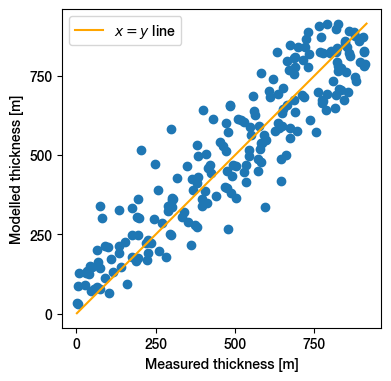 x = y line
Modelled thickness [m]
750
500
250
0
0 250 500 750
Measured thickness [m]